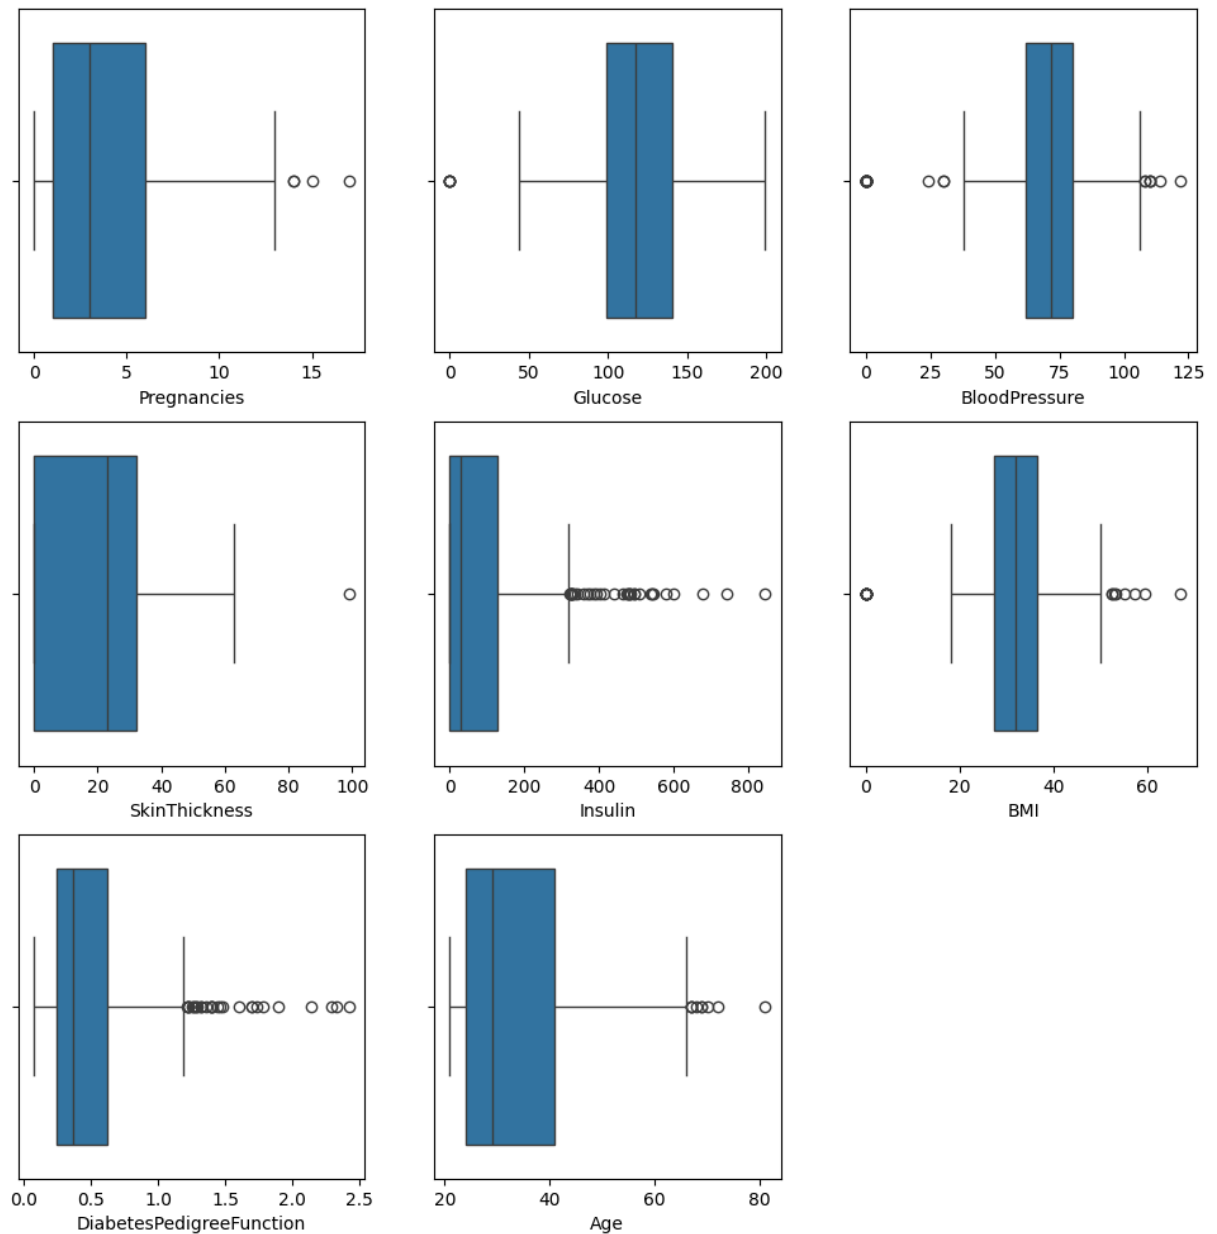 0 5 10 15
Pregnancies
0 50 100 150 200
Glucose
0 25 50 75 100 125
BloodPressure
0 20 40 60 80 100
SkinThickness
0 200 400 600 800
Insulin
0 20 40 60
BMI
0.0 0.5 1.0 1.5 2.0 2.5
DiabetesPedigreeFunction
20 40 60 80
Age